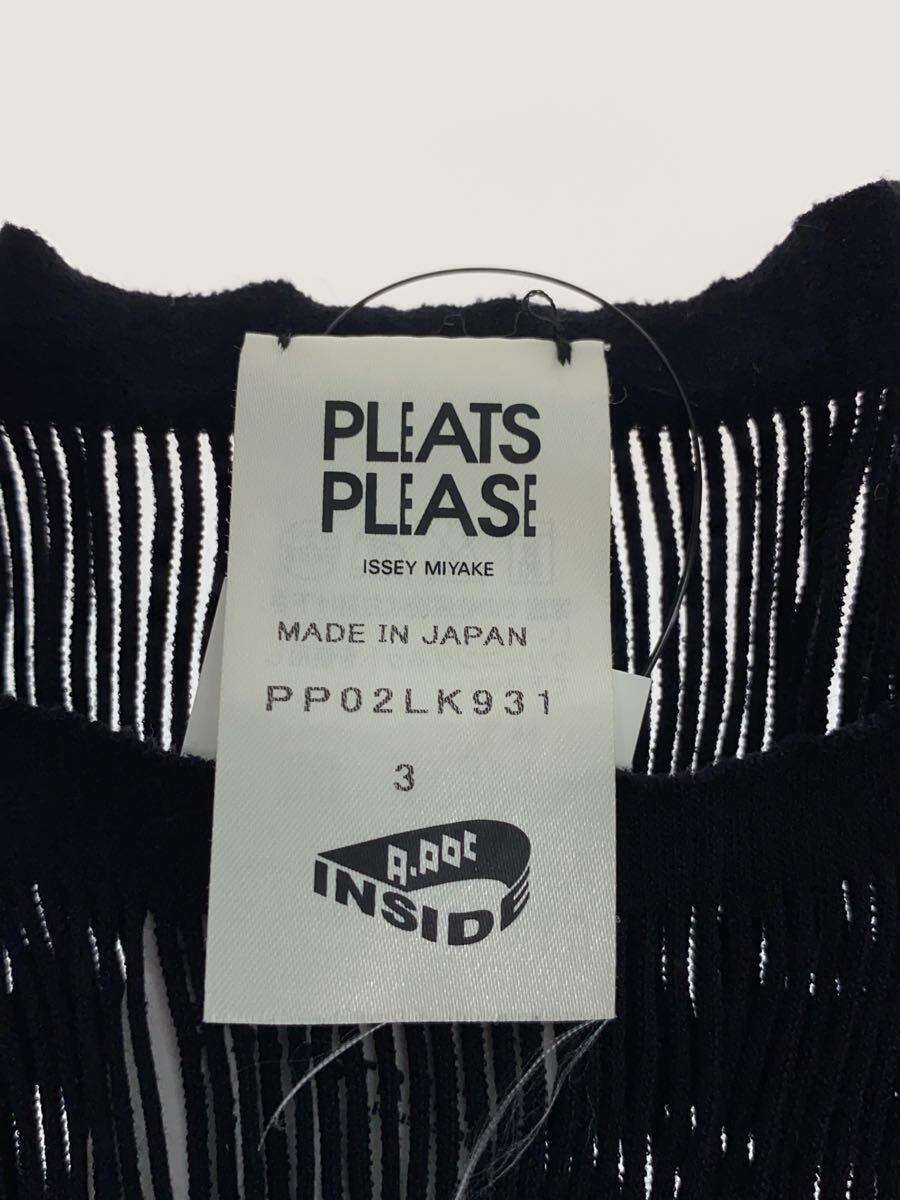 PLEATS
PLEASE
ISSEY MIYAKE
MADE IN JAPAN
PP02LK931
3
A.POC
INSIDE